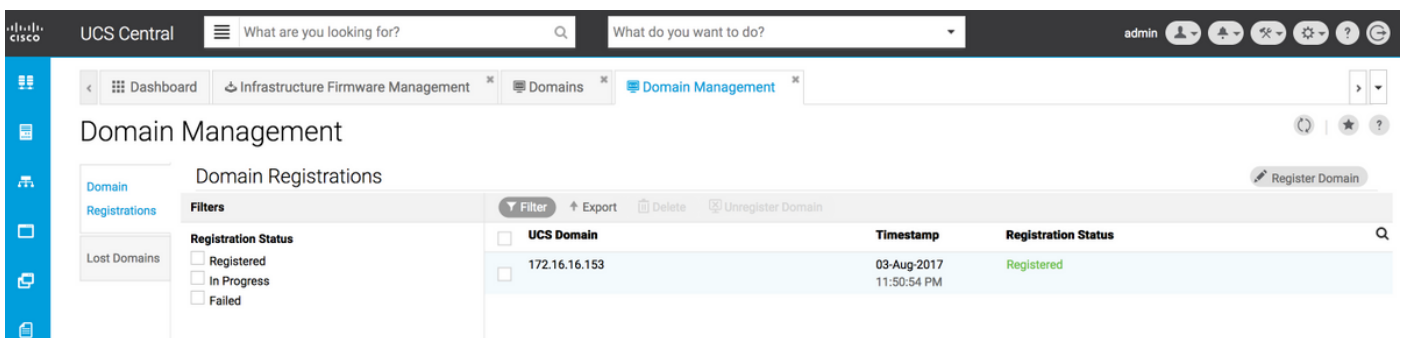 CISCO UCS Central What are you looking for? What do you want to do? admin ?
Dashboard Infrastructure Firmware Management Domains Domain Management
Domain Management ?
Domain Registrations Register Domain
Domain
Registrations
Lost Domains
Filters
Registration Status
Registered
In Progress
Failed
Filter Export Delete Unregister Domain
UCS Domain Timestamp Registration Status
172.16.16.153 03-Aug-2017 Registered
11:50:54 PM